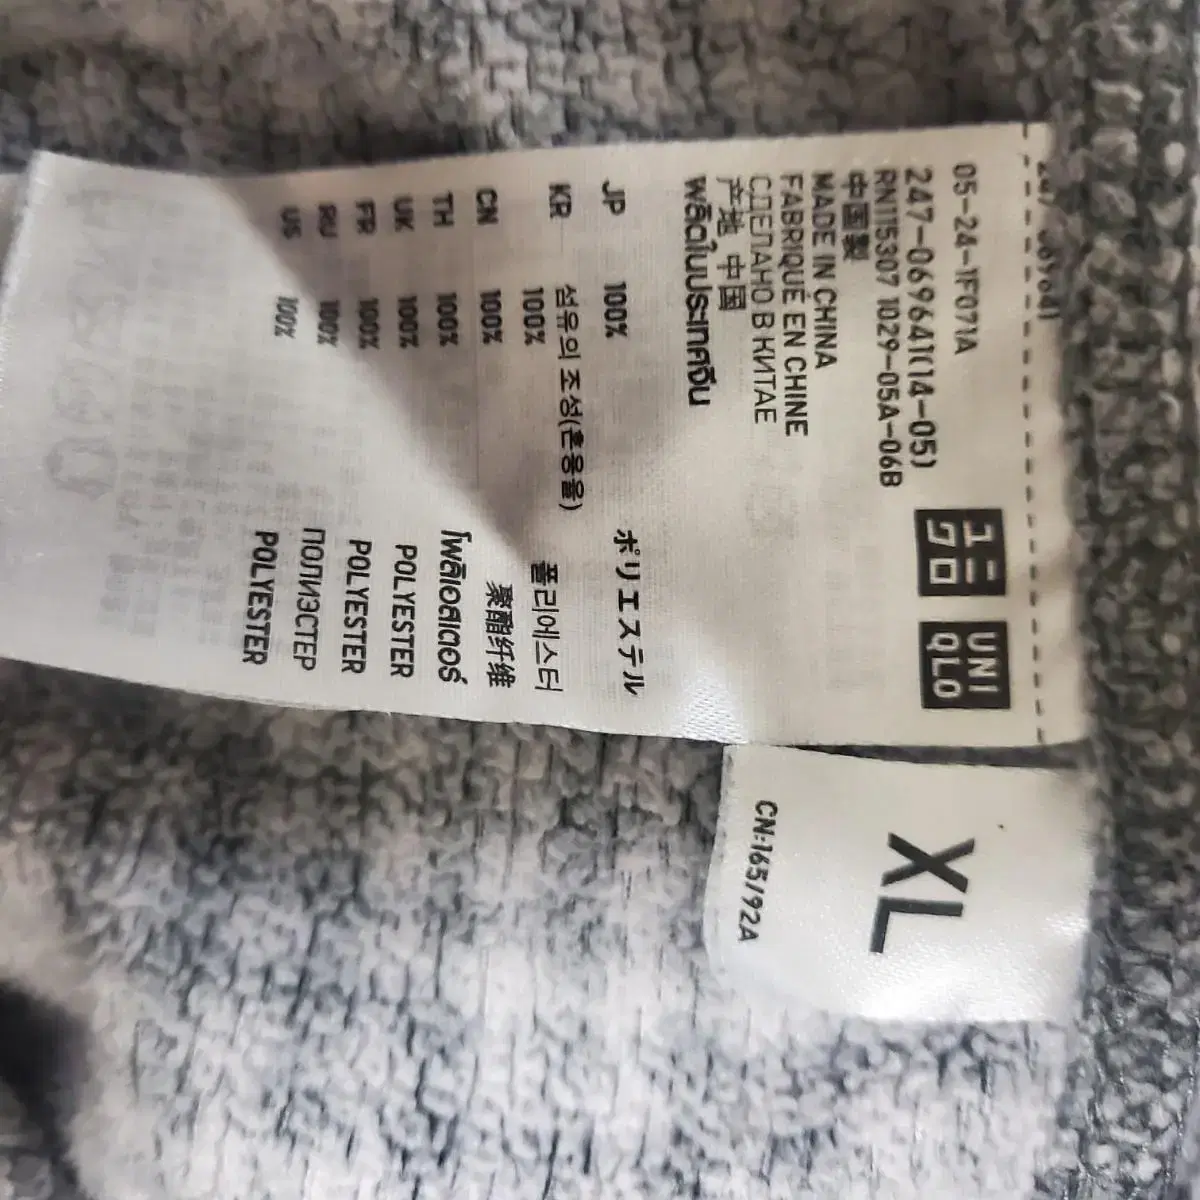 05-24-1F071A
247-069641(14-05)
RN115307 1029-05A-06B
中国製
MADE IN CHINA
FABRIQUÉ EN CHINE
СДЕЛАНО В КИТАЕ
产地 中国
ผลิตในประเทศจีน
ユニ
クロ
UNI
QLO
JP 100% ポリエステル
KR 섬유의 조성(혼용율)
100% 폴리에스터
CN 100% 聚酯纤维
TH 100% โพลิเอสเตอร์
UK 100% POLYESTER
FR 100% POLYESTER
RU 100% ПОЛИЭСТЕР
US 100% POLYESTER
XL
CN:165/92A